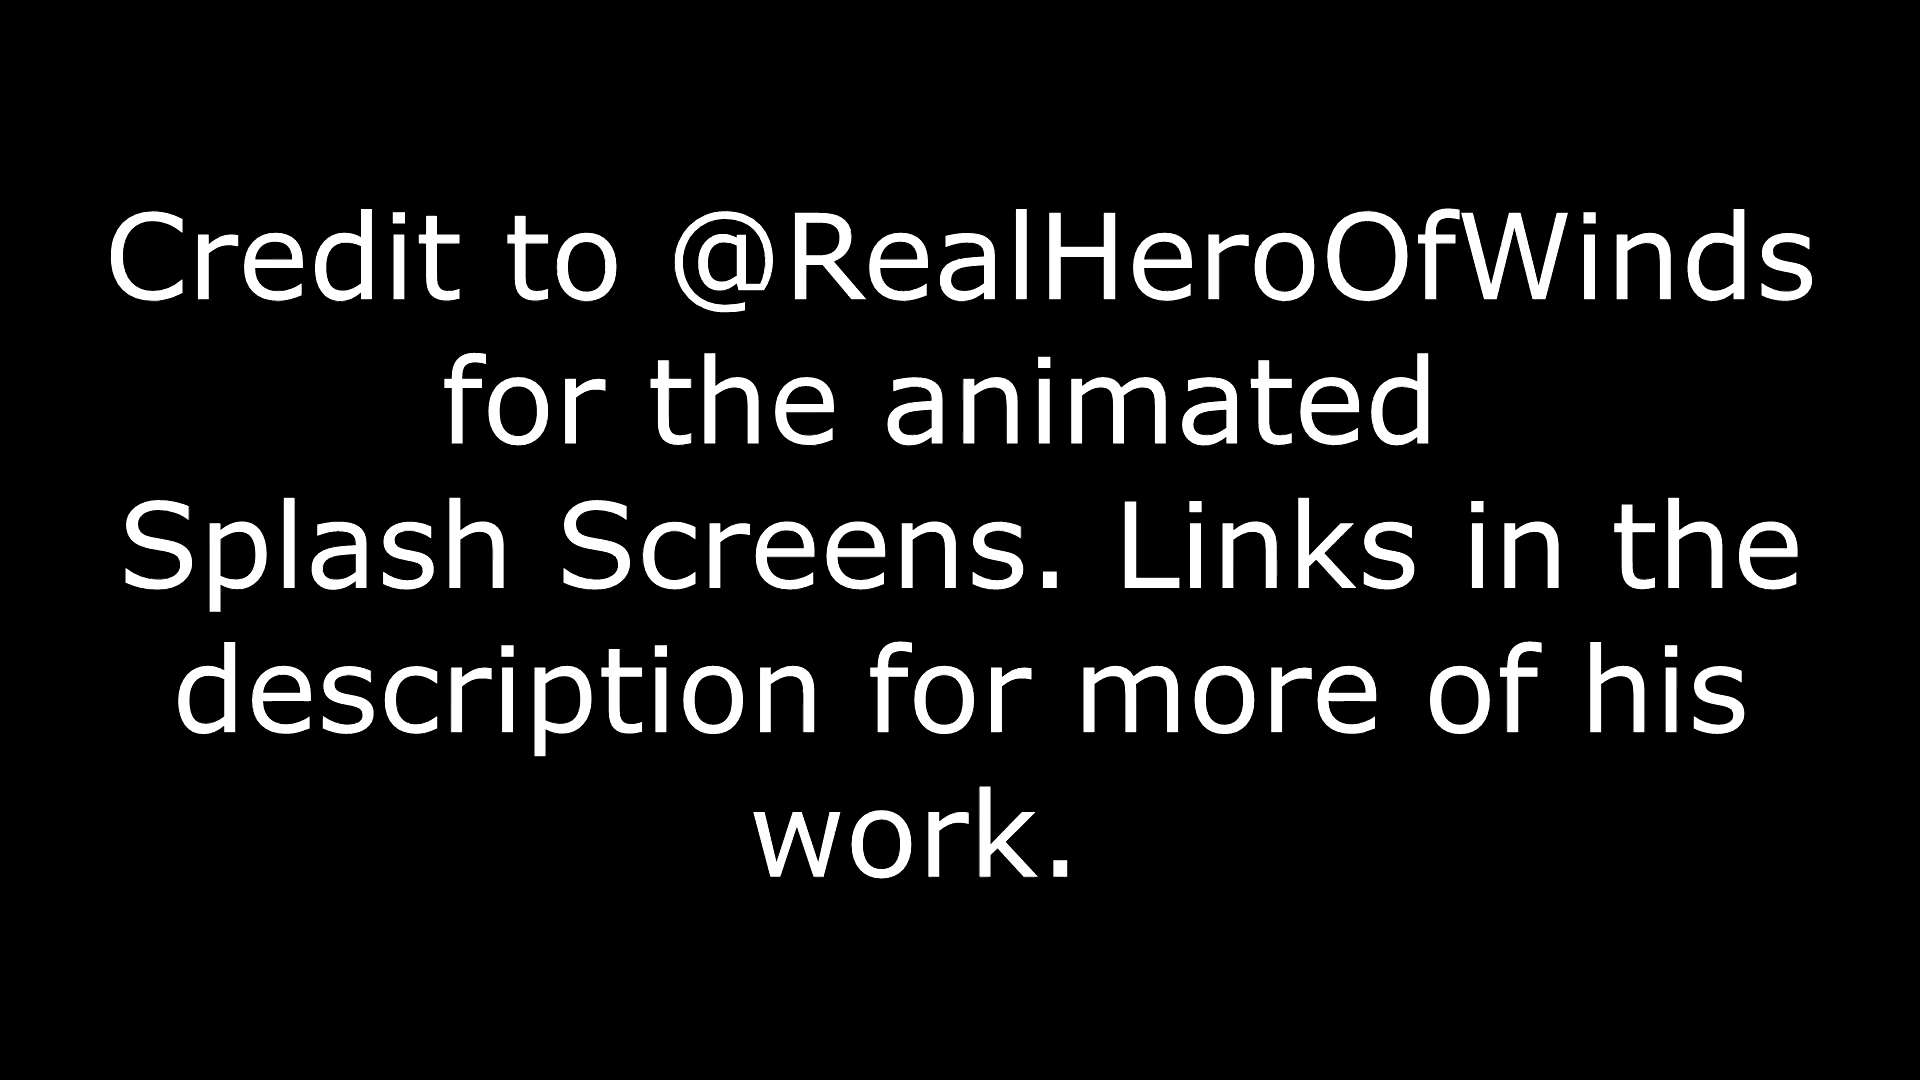 Credit to @RealHeroOfWinds
for the animated
Splash Screens. Links in the
description for more of his
work.